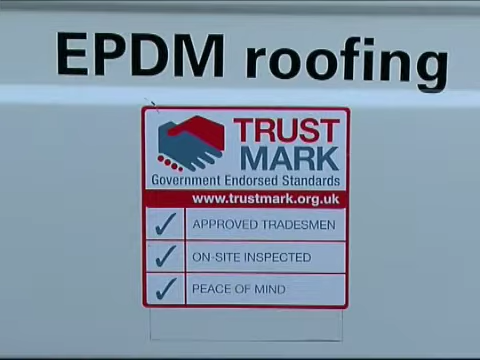 EPDM roofing
TRUST
MARK
Government Endorsed Standards
www.trustmark.org.uk
APPROVED TRADESMEN
ON-SITE INSPECTED
PEACE OF MIND